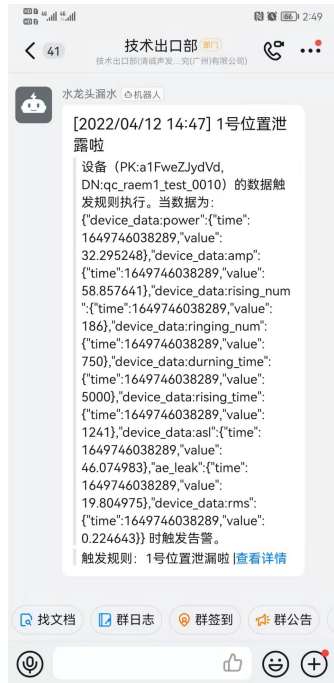 46 46 66 2:49
41 技术出口部 部门
技术出口部(清诚声发...究(广州)有限公司)
水龙头漏水 机器人
[2022/04/12 14:47] 1号位置泄
露啦
设备（PK:a1FweZJydVd,
DN:qc_raem1_test_0010）的数据触
发规则执行。当数据为：
{"device_data:power":{"time":
1649746038289,"value":
32.295248},"device_data:amp":
{"time":1649746038289,"value":
58.857641},"device_data:rising_num
":{"time":1649746038289,"value":
186},"device_data:ringing_num":
{"time":1649746038289,"value":
750},"device_data:durning_time":
{"time":1649746038289,"value":
5000},"device_data:rising_time":
{"time":1649746038289,"value":
1241},"device_data:asl":{"time":
1649746038289,"value":
46.074983},"ae_leak":{"time":
1649746038289,"value":
19.804975},"device_data:rms":
{"time":1649746038289,"value":
0.224643}} 时触发告警。
触发规则：1号位置泄漏啦 |查看详情
找文档 群日志 群签到 群公告